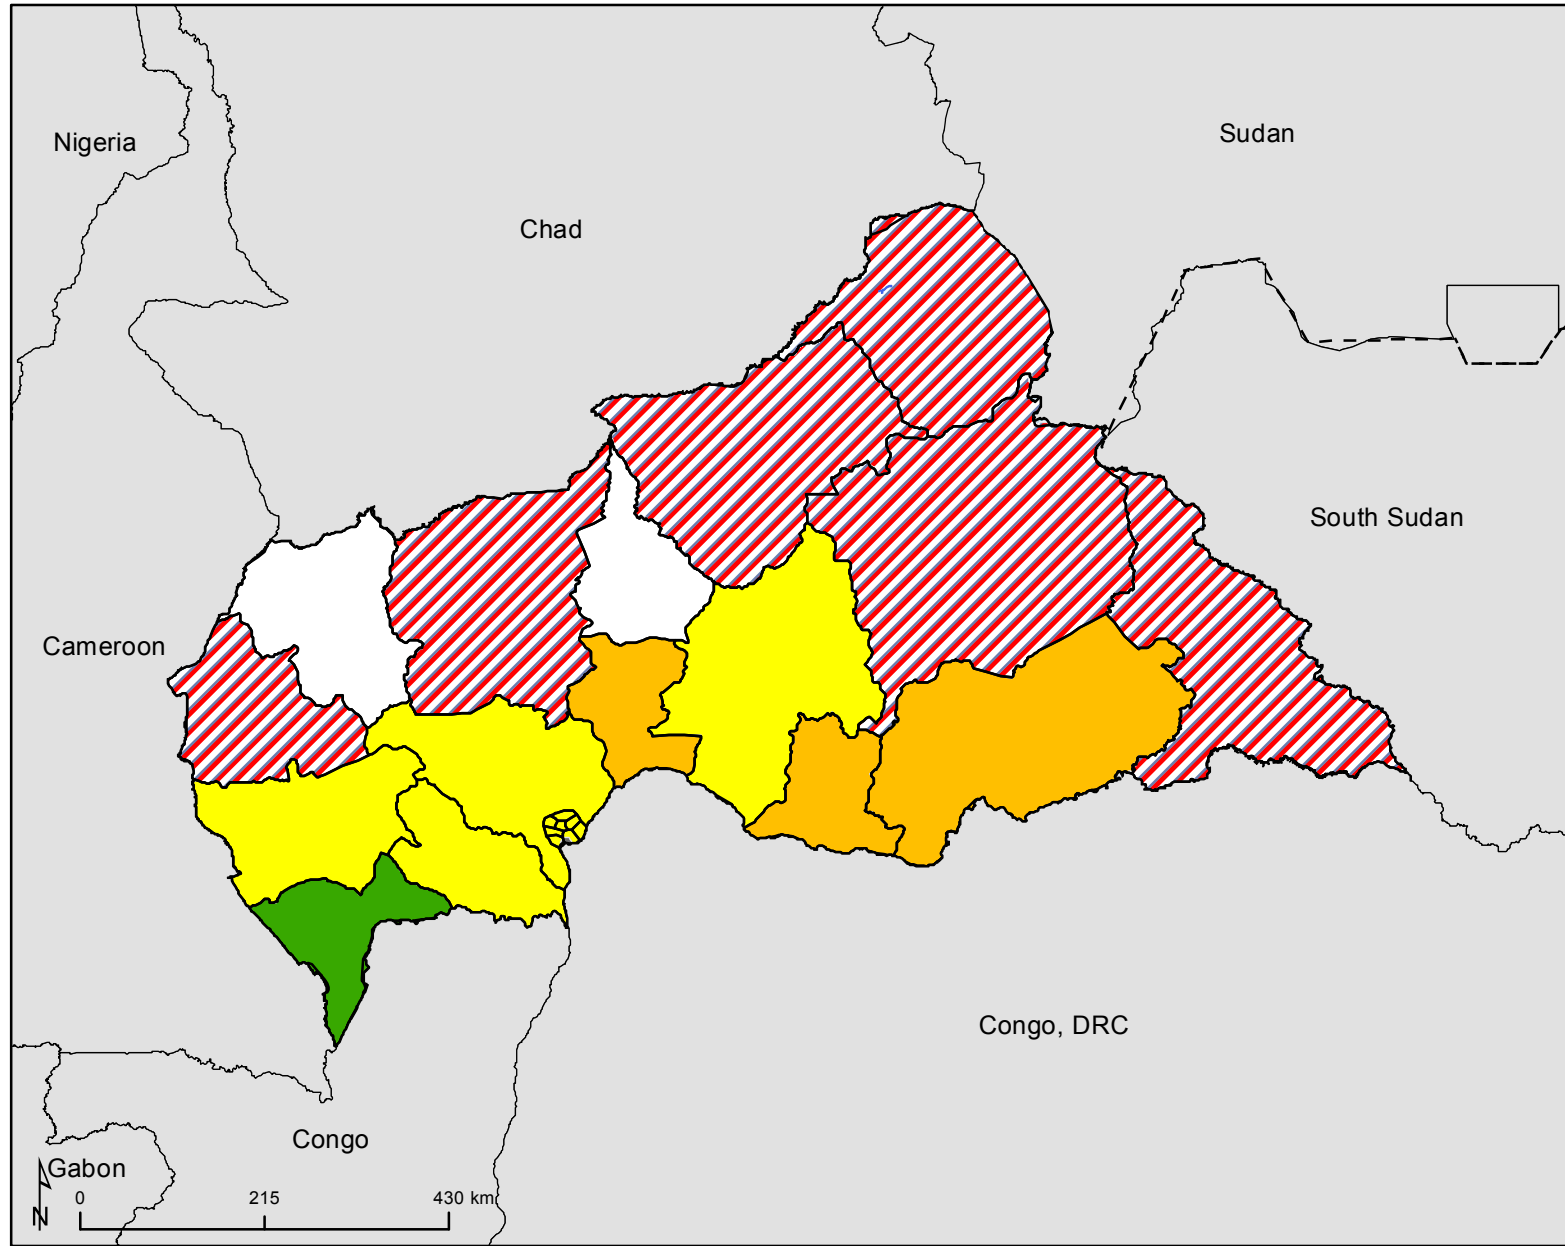 Nigeria
Sudan
Chad
South Sudan
Cameroon
Congo, DRC
Congo
Gabon
0 215 430 km
N